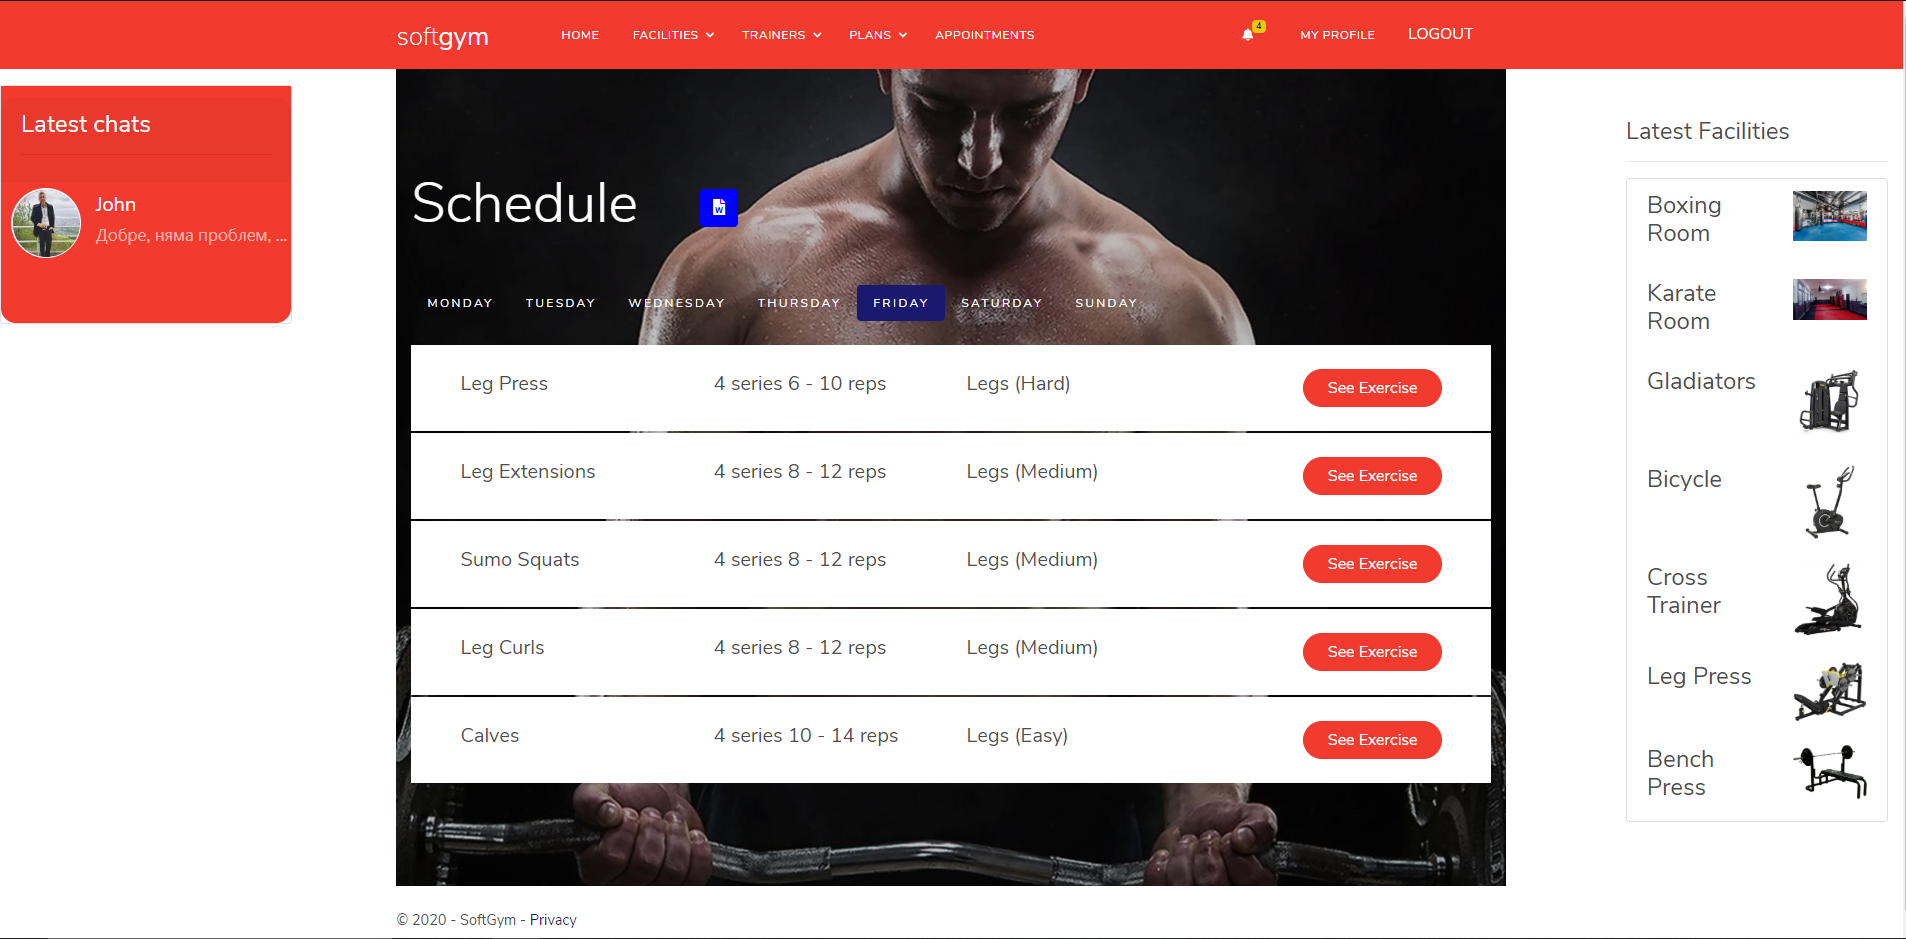 softgym HOME FACILITIES TRAINERS PLANS APPOINTMENTS 4 MY PROFILE LOGOUT
Latest chats
John
Добре, няма проблем, ...
Schedule
W
MONDAY TUESDAY WEDNESDAY THURSDAY FRIDAY SATURDAY SUNDAY
Leg Press 4 series 6 - 10 reps Legs (Hard) See Exercise
Leg Extensions 4 series 8 - 12 reps Legs (Medium) See Exercise
Sumo Squats 4 series 8 - 12 reps Legs (Medium) See Exercise
Leg Curls 4 series 8 - 12 reps Legs (Medium) See Exercise
Calves 4 series 10 - 14 reps Legs (Easy) See Exercise
Latest Facilities
Boxing
Room
Karate
Room
Gladiators
Bicycle
Cross
Trainer
Leg Press
Bench
Press
© 2020 - SoftGym - Privacy